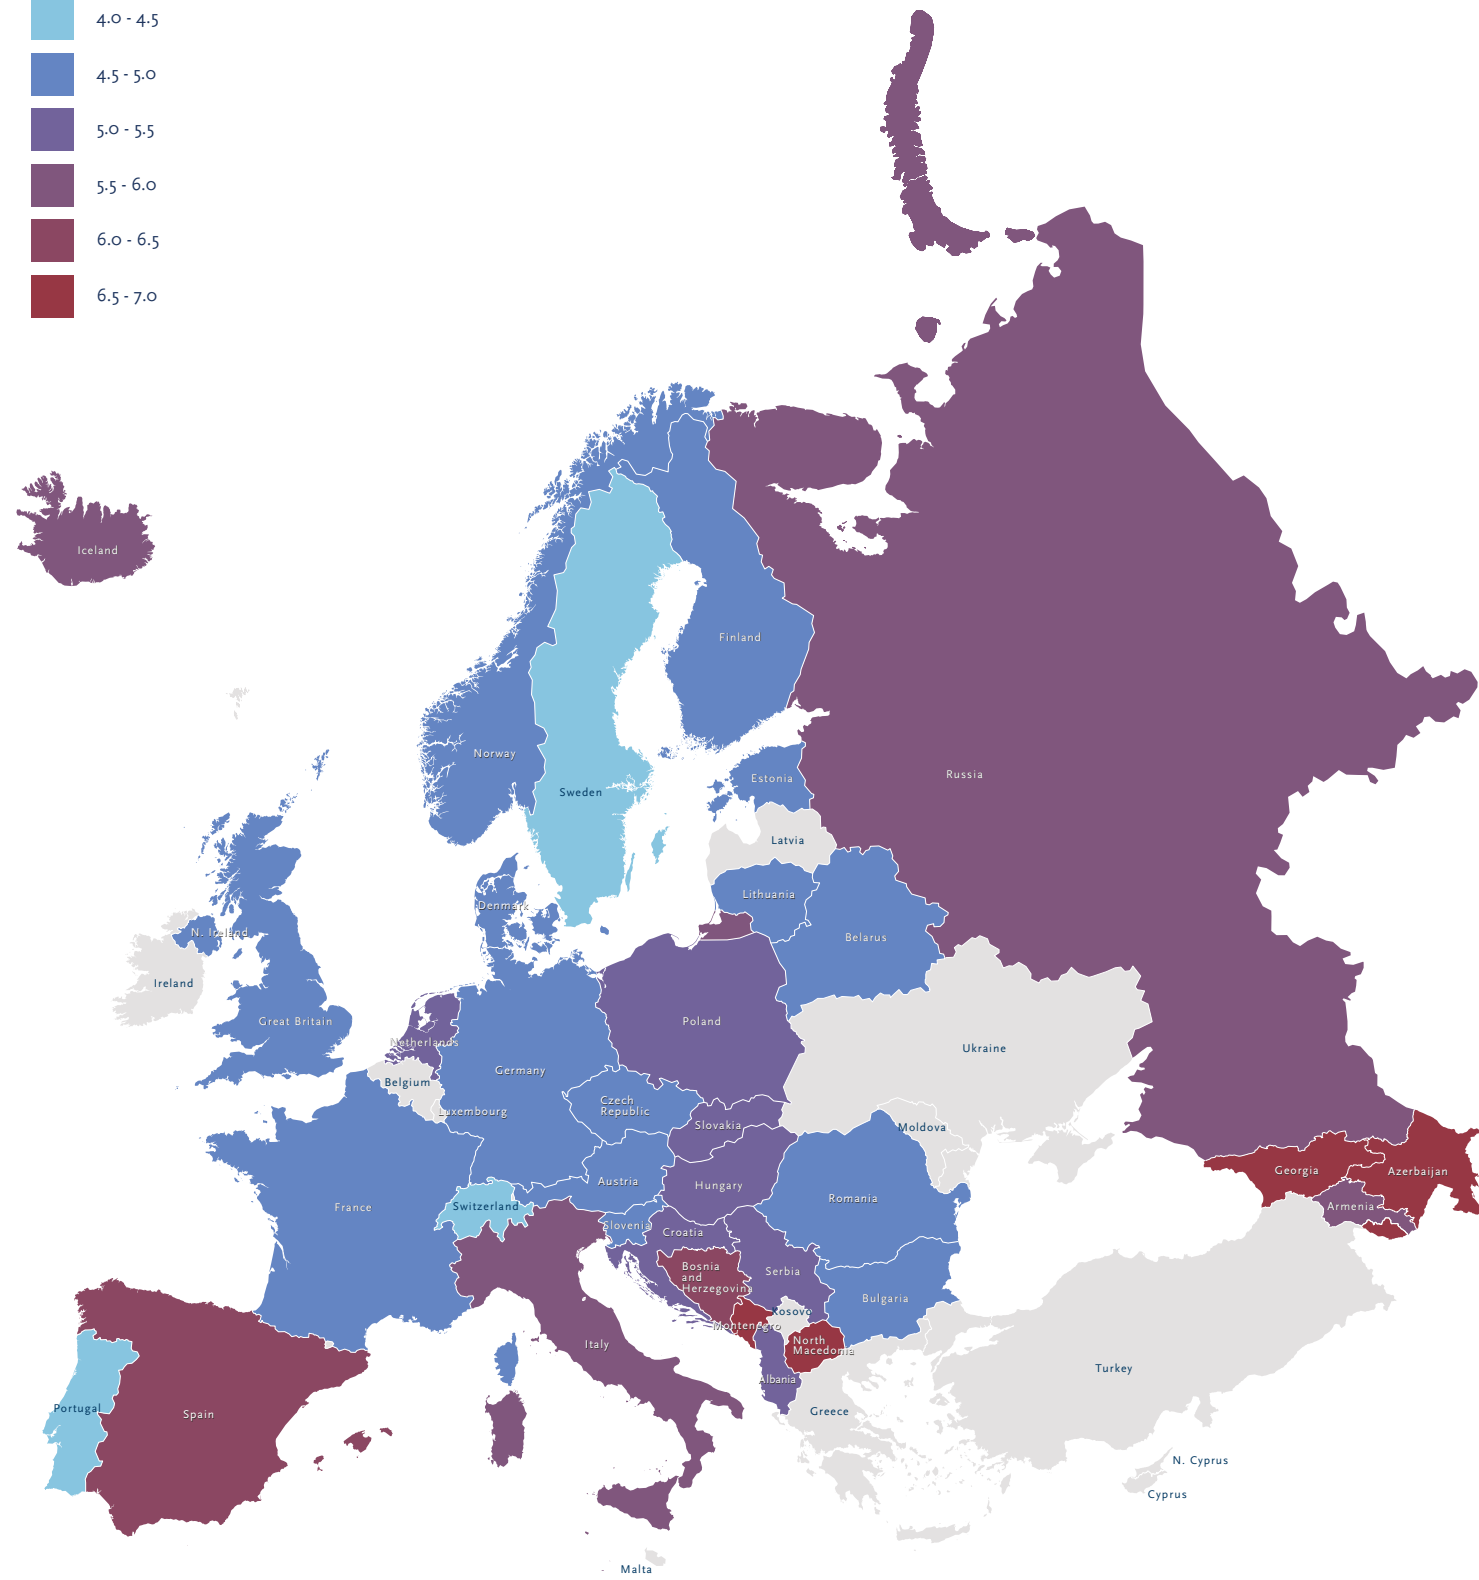 4.0 - 4.5
4.5 - 5.0
5.0 - 5.5
5.5 - 6.0
6.0 - 6.5
6.5 - 7.0
Iceland
Finland
Norway
Russia
Estonia
Sweden
Latvia
Lithuania
Denmark
N. Ireland
Belarus
Ireland
Great Britain
Poland
Netherlands
Ukraine
Germany
Belgium
Czech
Republic
Luxembourg
Slovakia
Moldova
Georgia
Azerbaijan
Austria
Hungary
Romania
France
Switzerland
Armenia
Slovenia
Croatia
Bosnia
and
Herzegovina
Serbia
Bulgaria
Kosovo
Montenegro
North
Macedonia
Italy
Turkey
Albania
Portugal
Spain
Greece
N. Cyprus
Cyprus
Malta